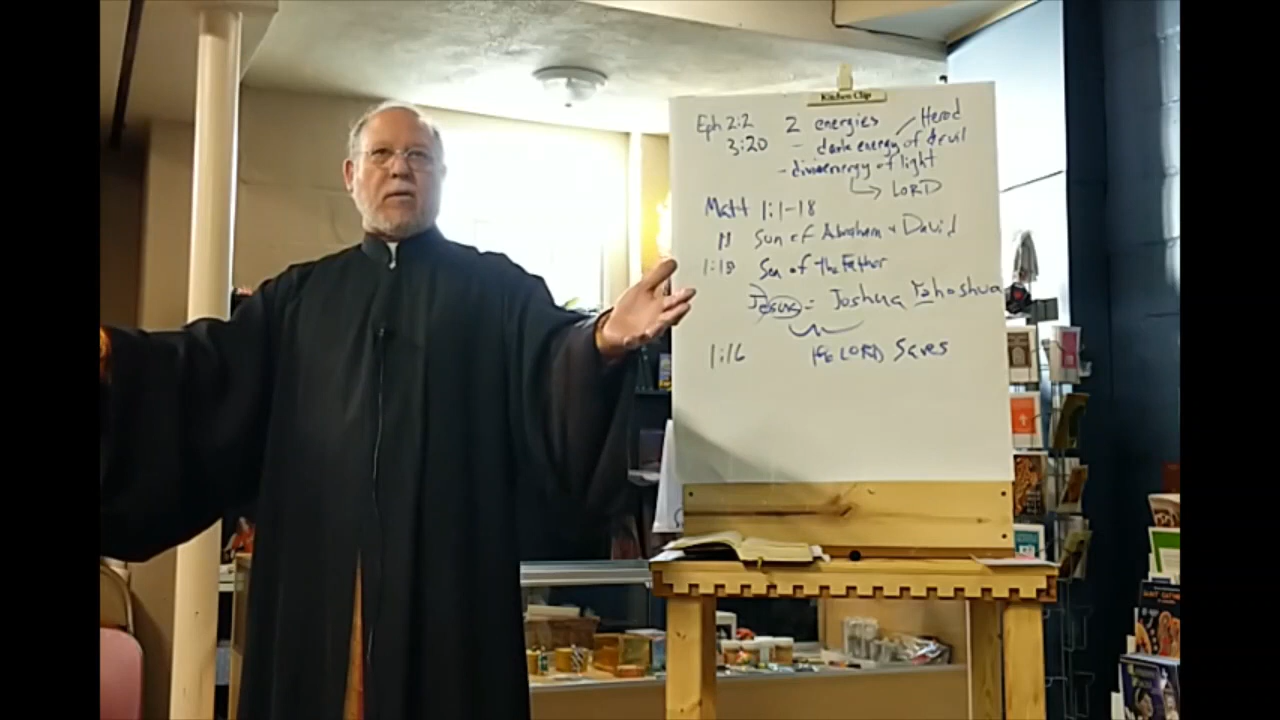 Kitchen Clip
Eph 2:2 2 energies Herod
3:20 - dark energy of devil
- divine energy of light
LORD
Matt 1:1-18
11 Sun of Abraham + David
1:18 Son of the Father
Jesus = Joshua Yahoshua
1:16 the LORD Saves